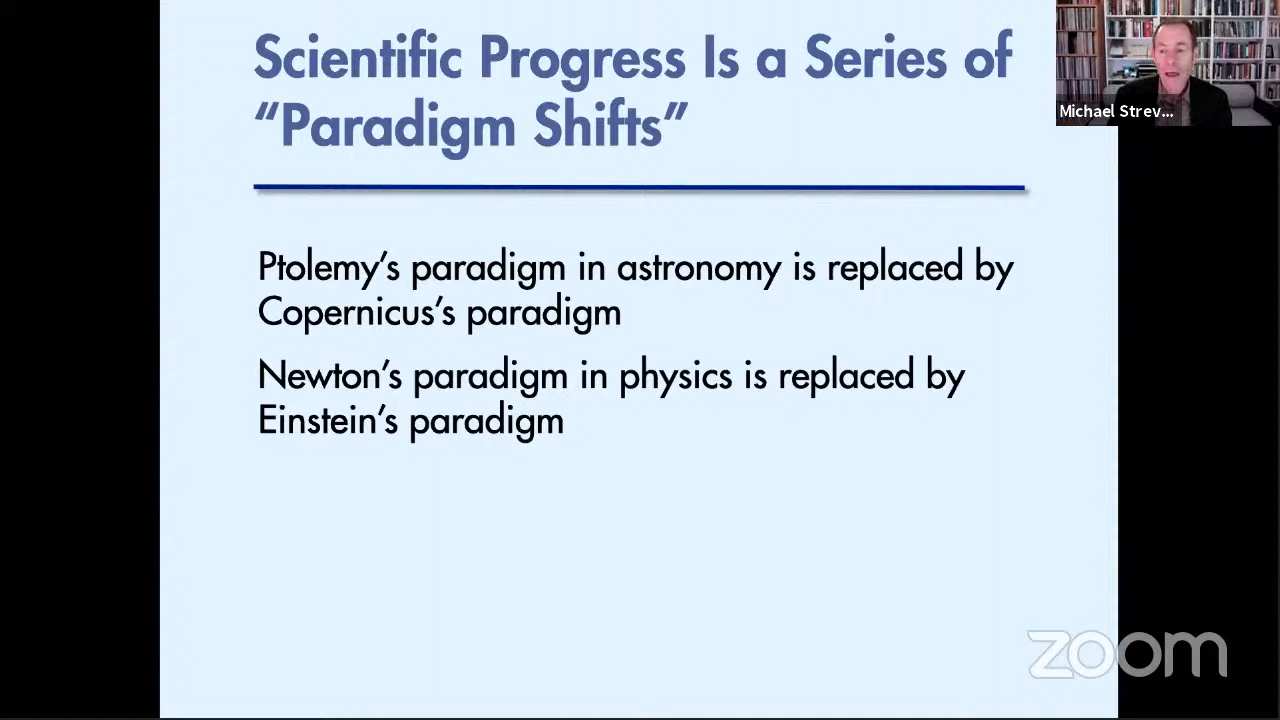 Scientific Progress Is a Series of
“Paradigm Shifts”
Michael Strev...
Ptolemy’s paradigm in astronomy is replaced by
Copernicus’s paradigm
Newton’s paradigm in physics is replaced by
Einstein’s paradigm
zoom